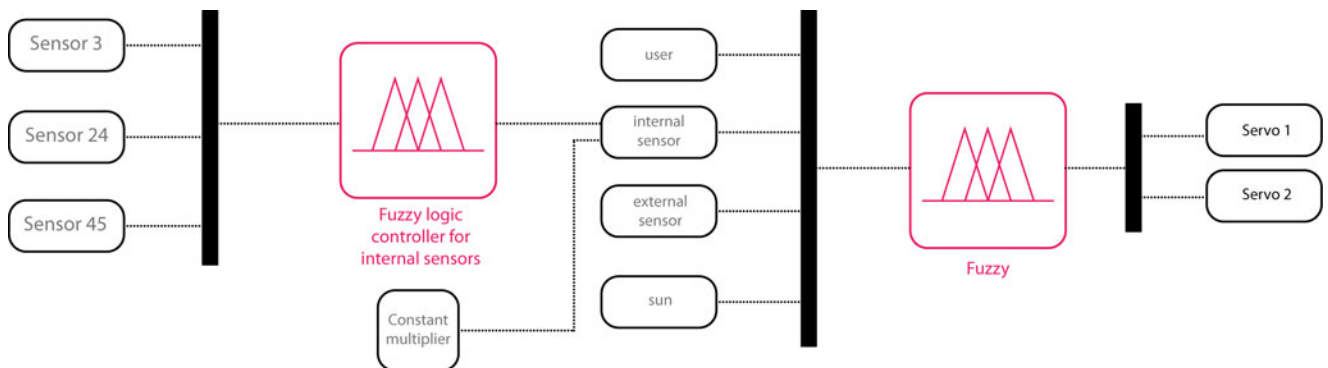 Sensor 3
Sensor 24
Sensor 45
Fuzzy logic
controller for
internal sensors
Constant
multiplier
user
internal
sensor
external
sensor
sun
Fuzzy
Servo 1
Servo 2